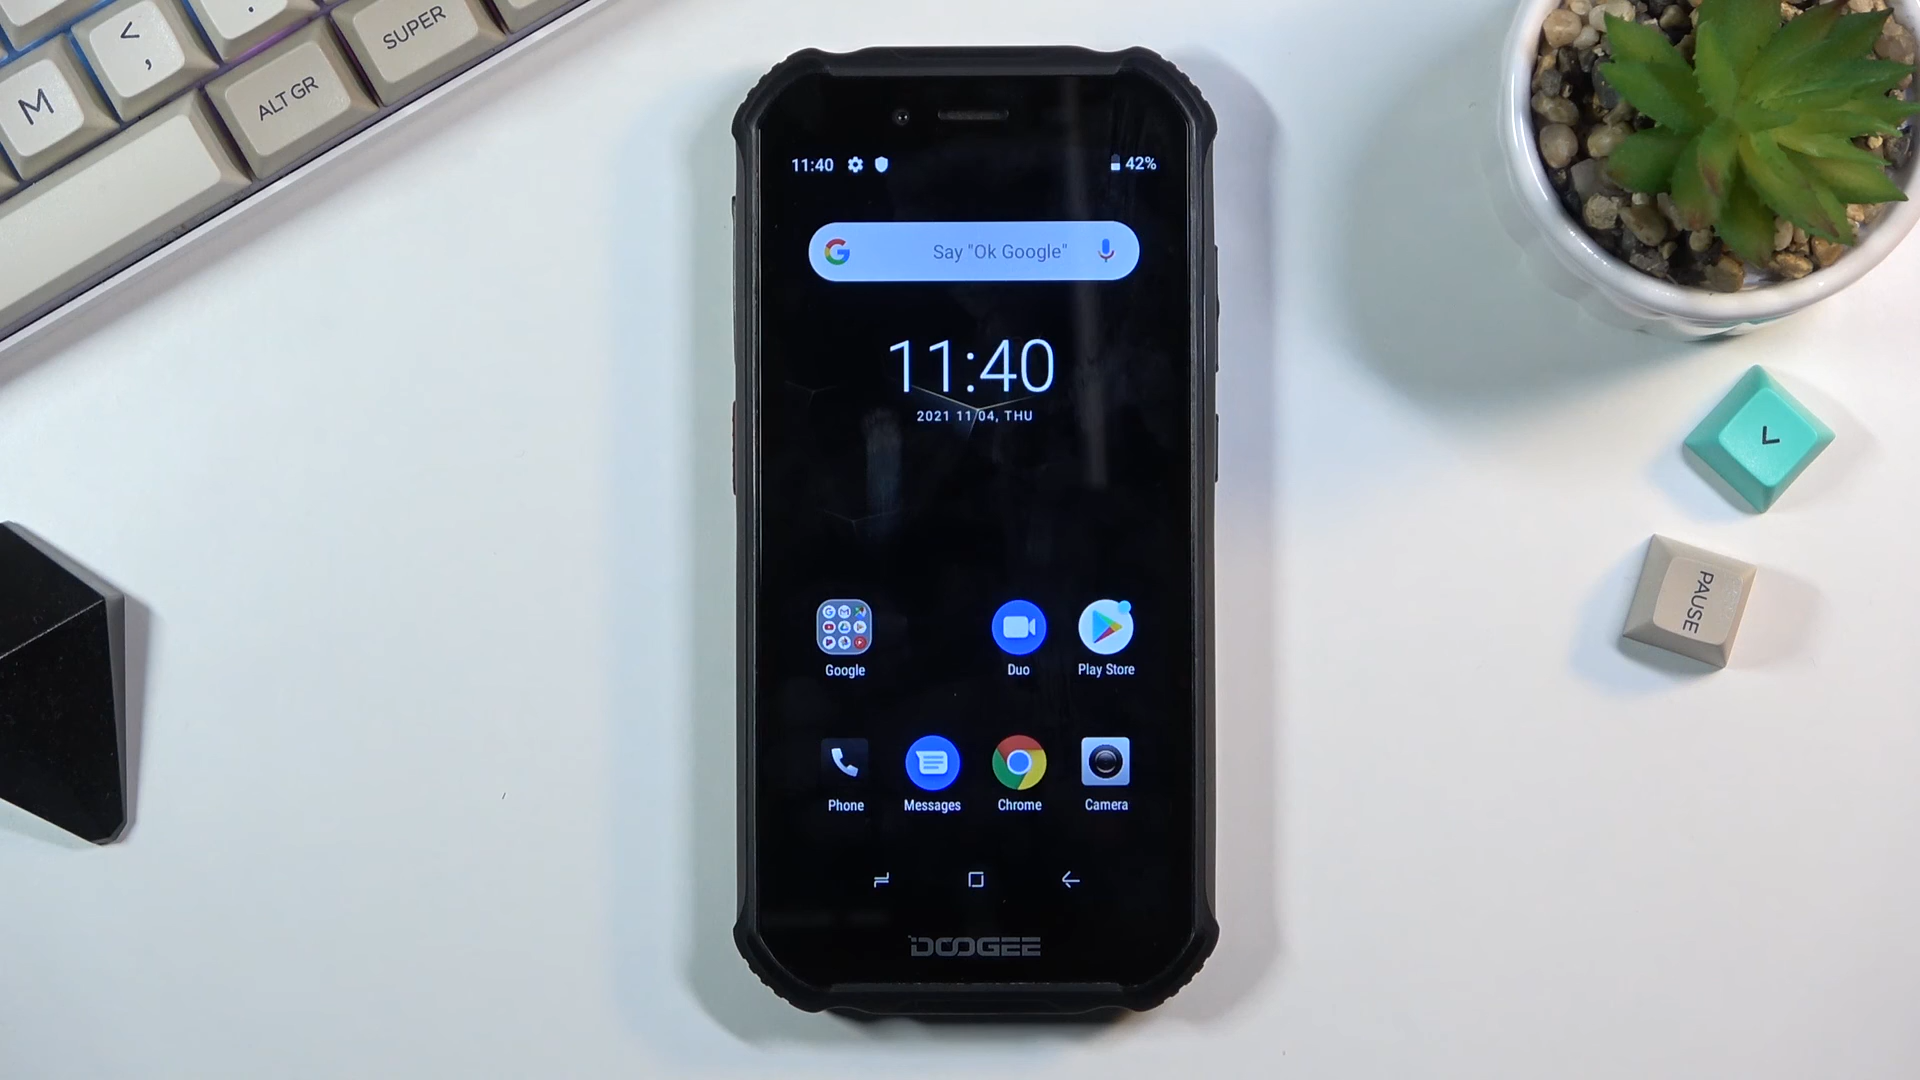 SUPER
<
,
M
ALT GR
11:40
42%
Say "Ok Google"
11:40
2021 11/04, THU
Google
Duo
Play Store
Phone
Messages
Chrome
Camera
DOOGEE
PAUSE